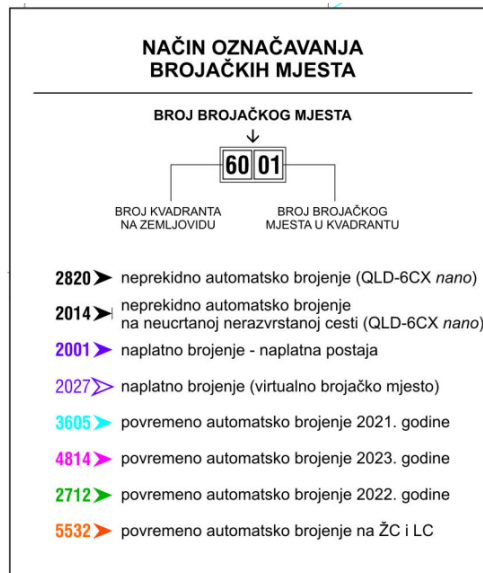 NAČIN OZNAČAVANJA
BROJAČKIH MJESTA
BROJ BROJAČKOG MJESTA
60 01
BROJ KVADRANTA
NA ZEMLJOVIDU
BROJ BROJAČKOG
MJESTA U KVADRANTU
2820 neprekidno automatsko brojenje (QLD-6CX nano)
2014 neprekidno automatsko brojenje
na neucrtanoj nerazvrstanoj cesti (QLD-6CX nano)
2001 naplatno brojenje - naplatna postaja
2027 naplatno brojenje (virtualno brojačko mjesto)
3605 povremeno automatsko brojenje 2021. godine
4814 povremeno automatsko brojenje 2023. godine
2712 povremeno automatsko brojenje 2022. godine
5532 povremeno automatsko brojenje na ŽC i LC